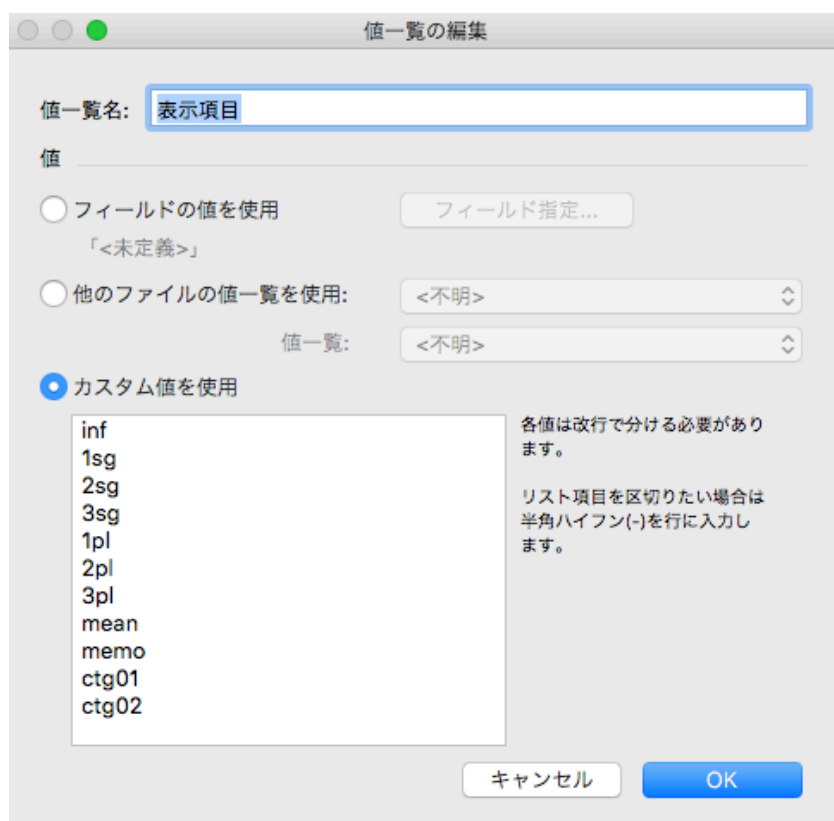 値一覧の編集
値一覧名: 表示項目
値
フィールドの値を使用 フィールド指定...
「<未定義>」
他のファイルの値一覧を使用: <不明>
値一覧: <不明>
カスタム値を使用
inf
1sg
2sg
3sg
1pl
2pl
3pl
mean
memo
ctg01
ctg02
各値は改行で分ける必要があり
ます。
リスト項目を区切りたい場合は
半角ハイフン(-)を行に入力し
ます。
キャンセル OK